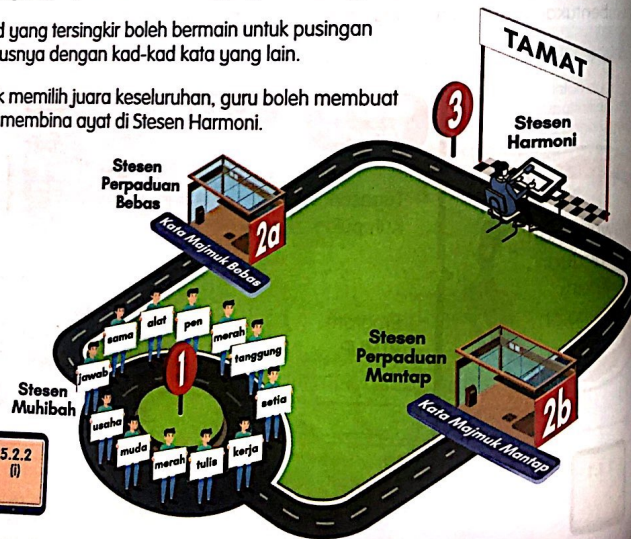 yang tersingkir boleh bermain untuk pusingan
dengan kad-kad kata yang lain.
memilih juara keseluruhan, guru boleh membuat
membina ayat di Stesen Harmoni.
TAMAT
3
Stesen
Harmoni
Stesen
Perpaduan
Bebas
2a
Kata Majmuk Bebas
Stesen
Perpaduan
Mantap
2b
Kata Majmuk Mantap
Stesen
Muhibah
1
jawab
sama
alat
pen
merah
tanggung
setia
usaha
muda
merah
tulis
kerja
5.2.2
(i)